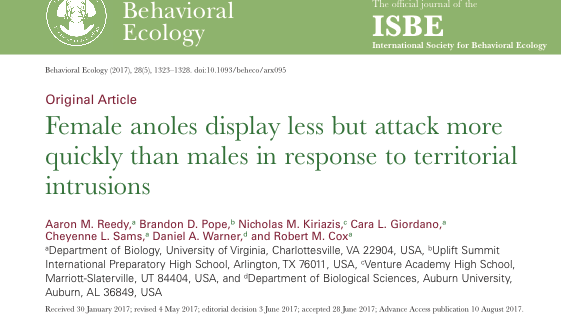 Behavioral
Ecology
The official journal of the
ISBE
International Society for Behavioral Ecology
Behavioral Ecology (2017), 28(5), 1323–1328. doi:10.1093/beheco/arx095
Original Article
Female anoles display less but attack more
quickly than males in response to territorial
intrusions
Aaron M. Reedy,ᵃ Brandon D. Pope,ᵇ Nicholas M. Kiriazis,ᶜ Cara L. Giordano,ᵃ
Cheyenne L. Sams,ᵃ Daniel A. Warner,ᵈ and Robert M. Coxᵃ
ᵃDepartment of Biology, University of Virginia, Charlottesville, VA 22904, USA, ᵇUplift Summit
International Preparatory High School, Arlington, TX 76011, USA, ᶜVenture Academy High School,
Marriott-Slaterville, UT 84404, USA, and ᵈDepartment of Biological Sciences, Auburn University,
Auburn, AL 36849, USA
Received 30 January 2017; revised 4 May 2017; editorial decision 3 June 2017; accepted 28 June 2017; Advance Access publication 10 August 2017.